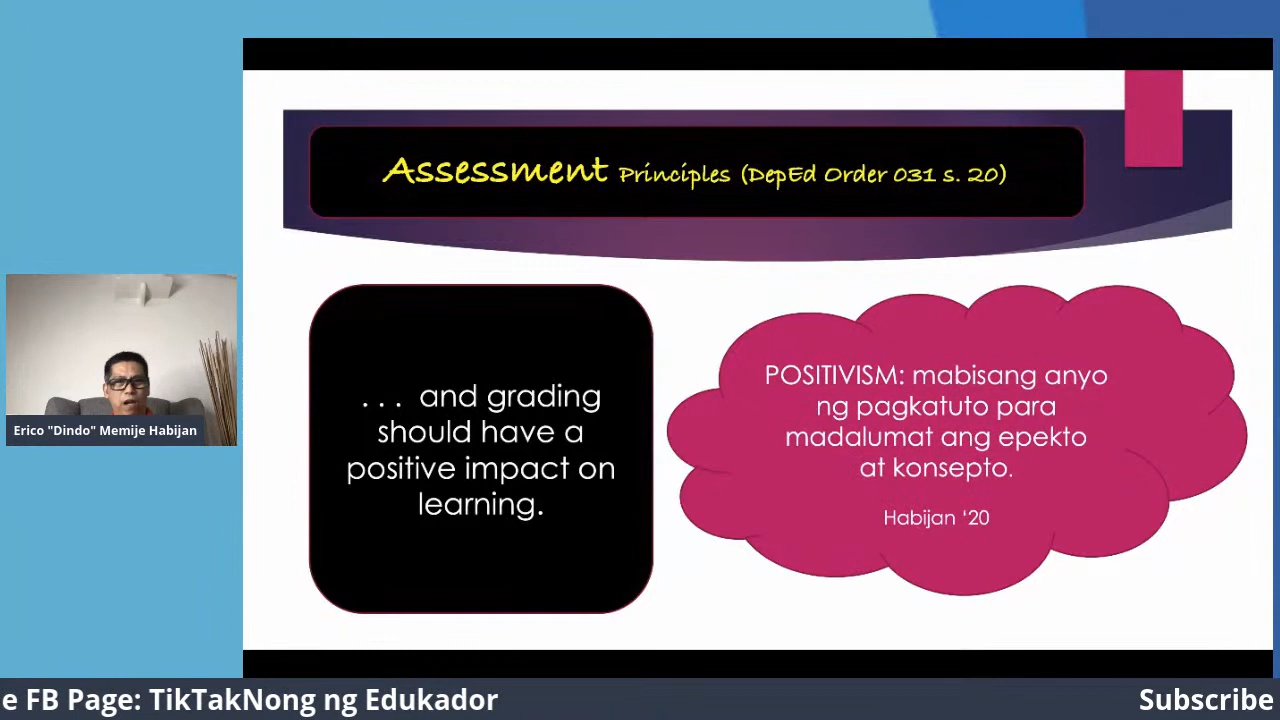 Assessment Principles (DepEd Order 031 s. 20)
. . . and grading
should have a
positive impact on
learning.
POSITIVISM: mabisang anyo
ng pagkatuto para
madalumat ang epekto
at konsepto.
Habijan ‘20
Erico "Dindo" Memije Habijan
e FB Page: TikTakNong ng Edukador
Subscribe